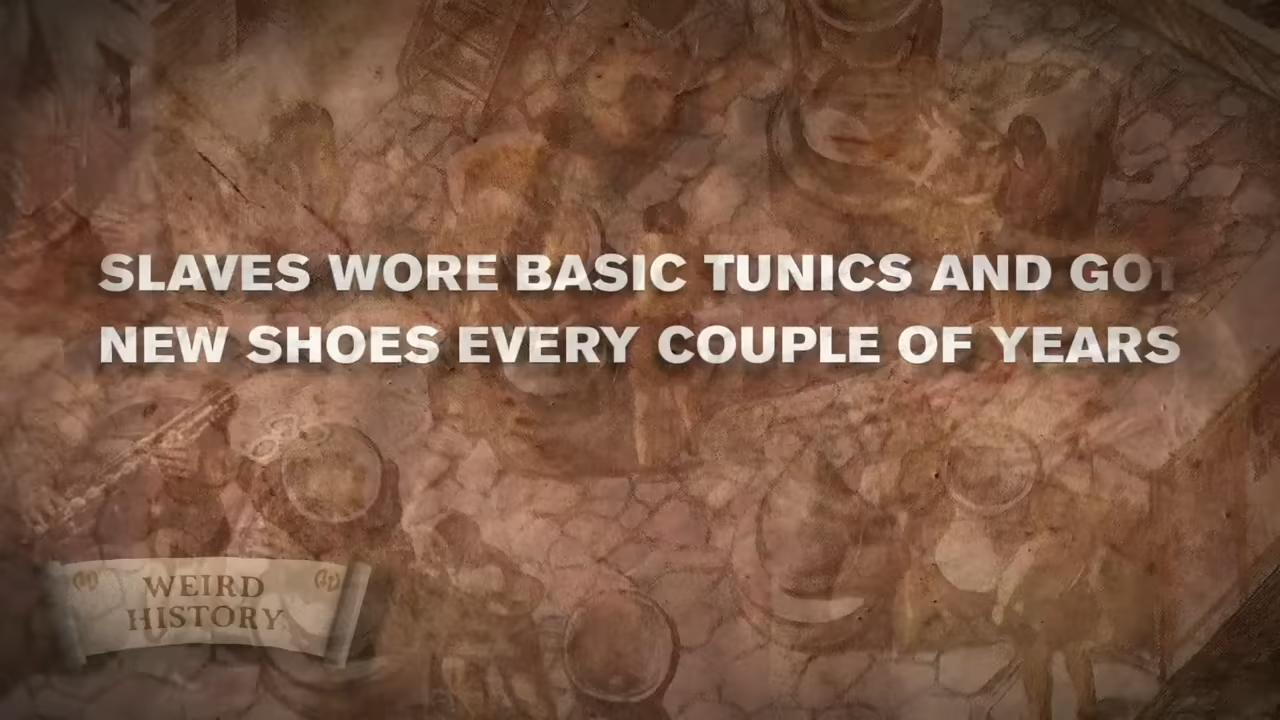 SLAVES WORE BASIC TUNICS AND GOT
NEW SHOES EVERY COUPLE OF YEARS
WEIRD
HISTORY